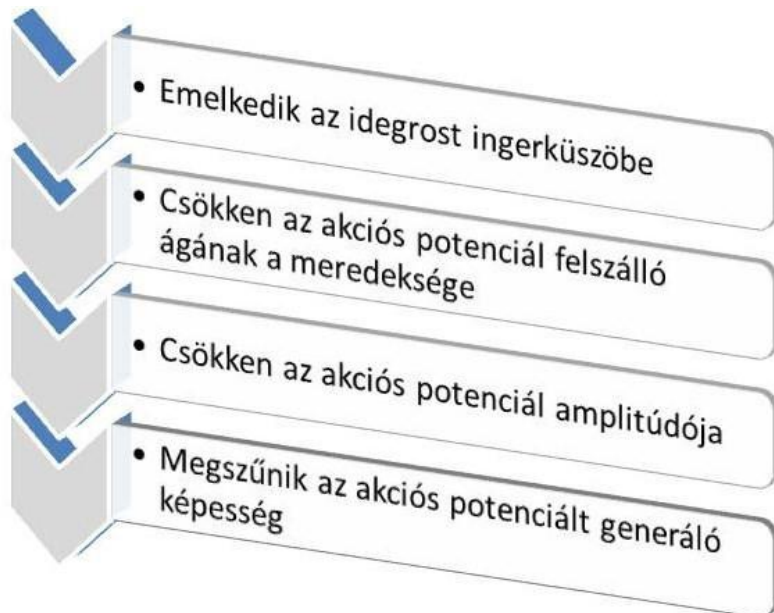 • Emelkedik az idegrost ingerküszöbe
• Csökken az akciós potenciál felszálló
ágának a meredeksége
• Csökken az akciós potenciál amplitúdója
• Megszűnik az akciós potenciált generáló
képesség